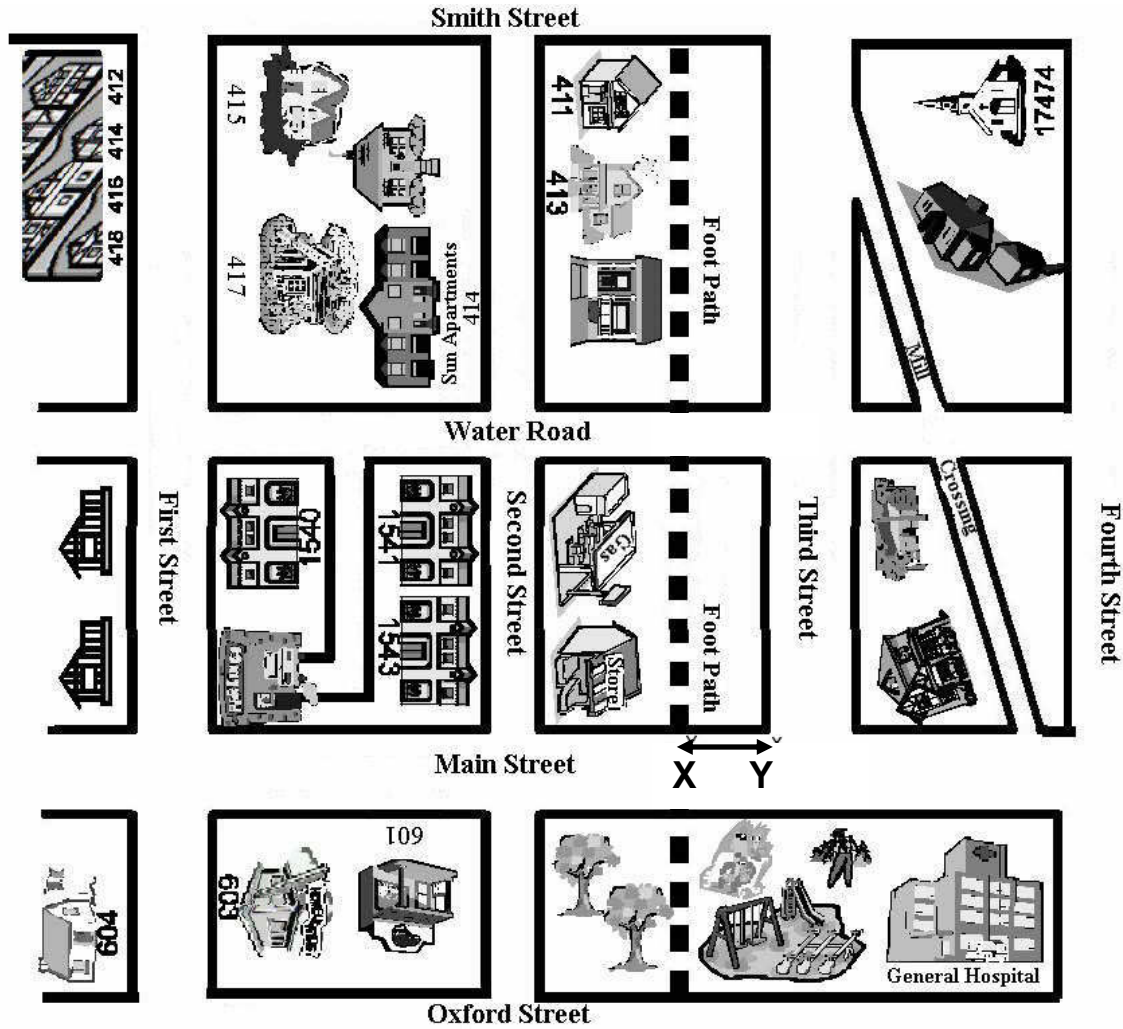 Smith Street
412
414
416
418
415
417
Sun Apartments
414
411
413
Foot Path
17474
Mill
Water Road
First Street
1540
1541
1543
Second Street
Gas
Store!
Foot Path
Third Street
Crossing
Fourth Street
Main Street
X Y
604
603
601
General Hospital
Oxford Street